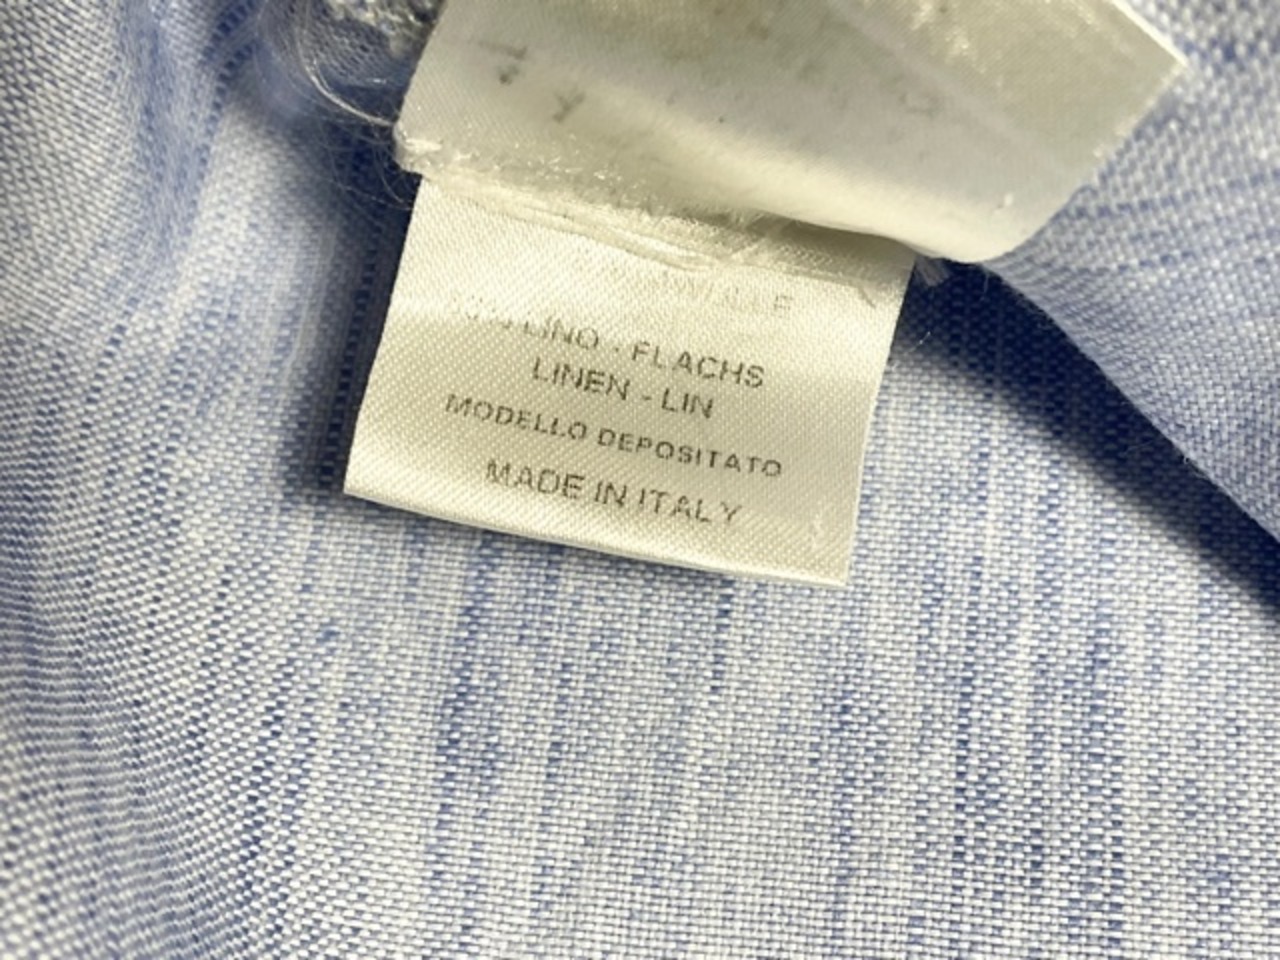 LINO - FLACHS
LINEN - LIN
MODELLO DEPOSITATO
MADE IN ITALY